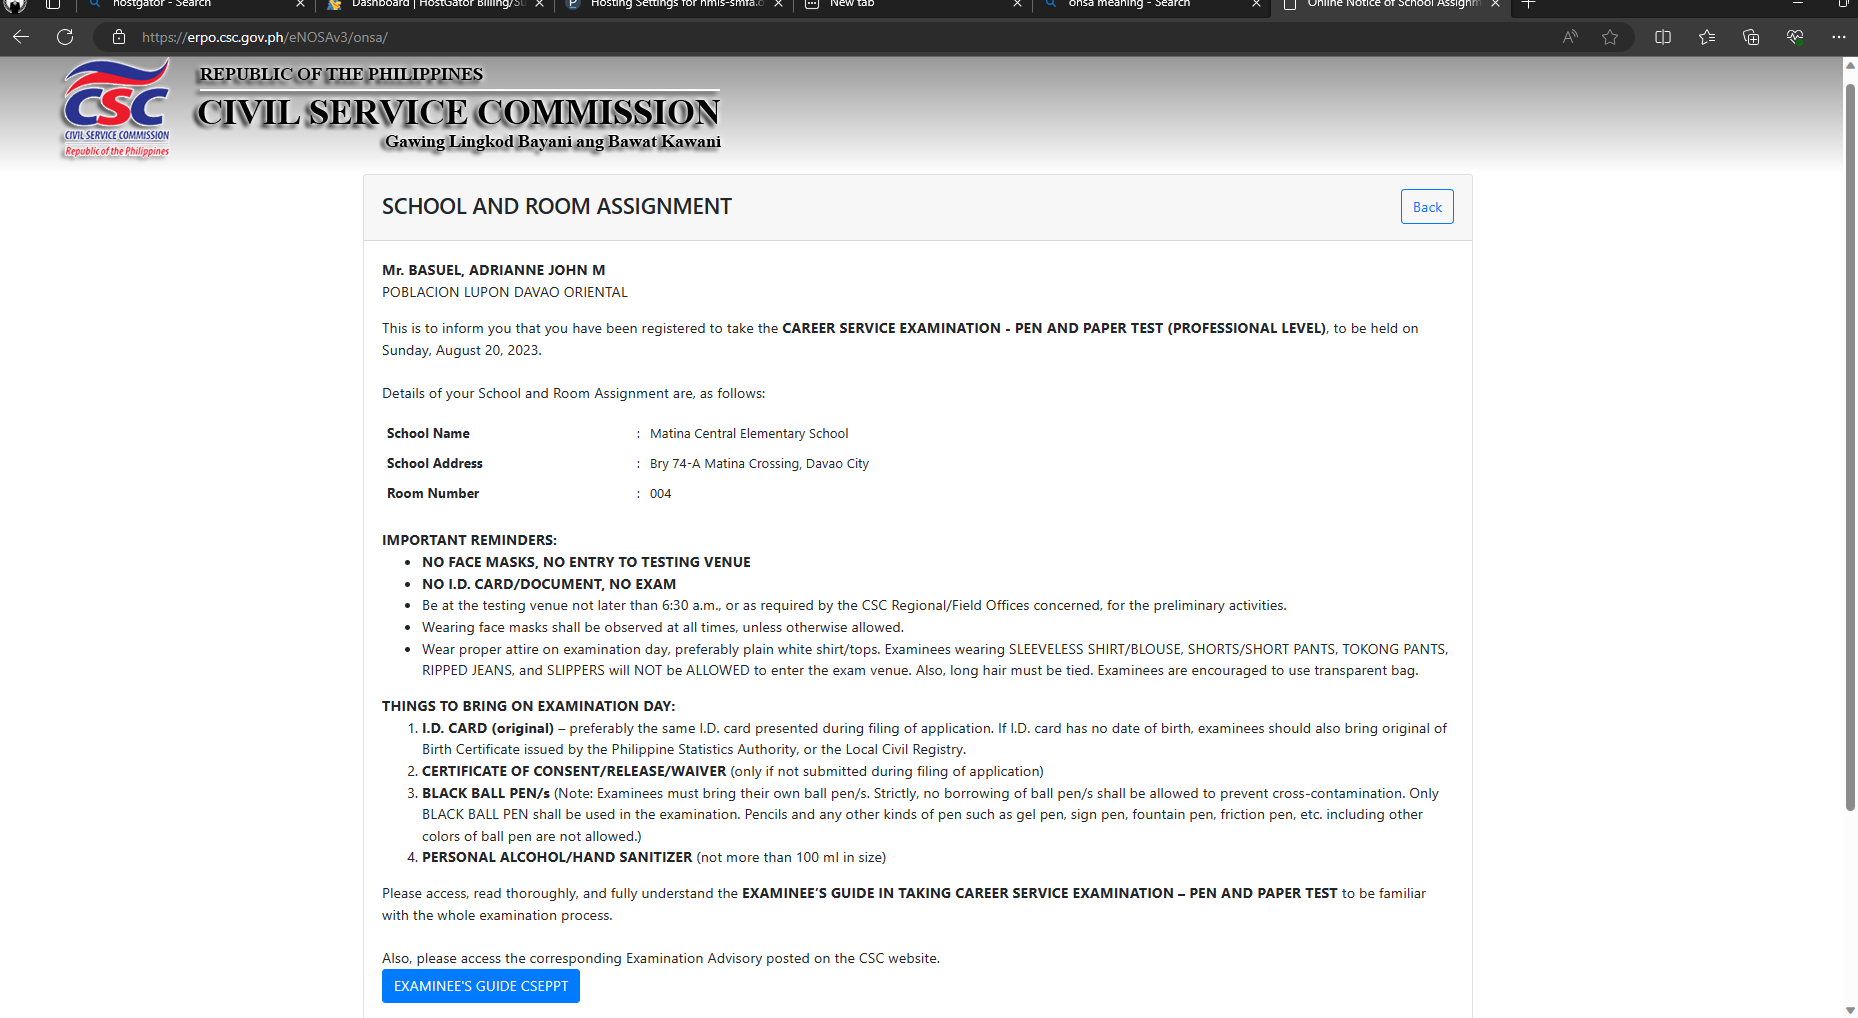 hostgator - Search
Dashboard | HostGator Billing/Su
Hosting Settings for nmis-smfa.o
New tab
onsa meaning - Search
Online Notice of School Assignm
https://erpo.csc.gov.ph/eNOSAv3/onsa/
CSC
CIVIL SERVICE COMMISSION
Republic of the Philippines
REPUBLIC OF THE PHILIPPINES
CIVIL SERVICE COMMISSION
Gawing Lingkod Bayani ang Bawat Kawani
SCHOOL AND ROOM ASSIGNMENT
Back
Mr. BASUEL, ADRIANNE JOHN M
POBLACION LUPON DAVAO ORIENTAL
This is to inform you that you have been registered to take the CAREER SERVICE EXAMINATION - PEN AND PAPER TEST (PROFESSIONAL LEVEL), to be held on
Sunday, August 20, 2023.
Details of your School and Room Assignment are, as follows:
School Name : Matina Central Elementary School
School Address : Bry 74-A Matina Crossing, Davao City
Room Number : 004
IMPORTANT REMINDERS:
• NO FACE MASKS, NO ENTRY TO TESTING VENUE
• NO I.D. CARD/DOCUMENT, NO EXAM
• Be at the testing venue not later than 6:30 a.m., or as required by the CSC Regional/Field Offices concerned, for the preliminary activities.
• Wearing face masks shall be observed at all times, unless otherwise allowed.
• Wear proper attire on examination day, preferably plain white shirt/tops. Examinees wearing SLEEVELESS SHIRT/BLOUSE, SHORTS/SHORT PANTS, TOKONG PANTS,
RIPPED JEANS, and SLIPPERS will NOT be ALLOWED to enter the exam venue. Also, long hair must be tied. Examinees are encouraged to use transparent bag.
THINGS TO BRING ON EXAMINATION DAY:
1. I.D. CARD (original) – preferably the same I.D. card presented during filing of application. If I.D. card has no date of birth, examinees should also bring original of
Birth Certificate issued by the Philippine Statistics Authority, or the Local Civil Registry.
2. CERTIFICATE OF CONSENT/RELEASE/WAIVER (only if not submitted during filing of application)
3. BLACK BALL PEN/s (Note: Examinees must bring their own ball pen/s. Strictly, no borrowing of ball pen/s shall be allowed to prevent cross-contamination. Only
BLACK BALL PEN shall be used in the examination. Pencils and any other kinds of pen such as gel pen, sign pen, fountain pen, friction pen, etc. including other
colors of ball pen are not allowed.)
4. PERSONAL ALCOHOL/HAND SANITIZER (not more than 100 ml in size)
Please access, read thoroughly, and fully understand the EXAMINEE'S GUIDE IN TAKING CAREER SERVICE EXAMINATION – PEN AND PAPER TEST to be familiar
with the whole examination process.
Also, please access the corresponding Examination Advisory posted on the CSC website.
EXAMINEE'S GUIDE CSEPPT